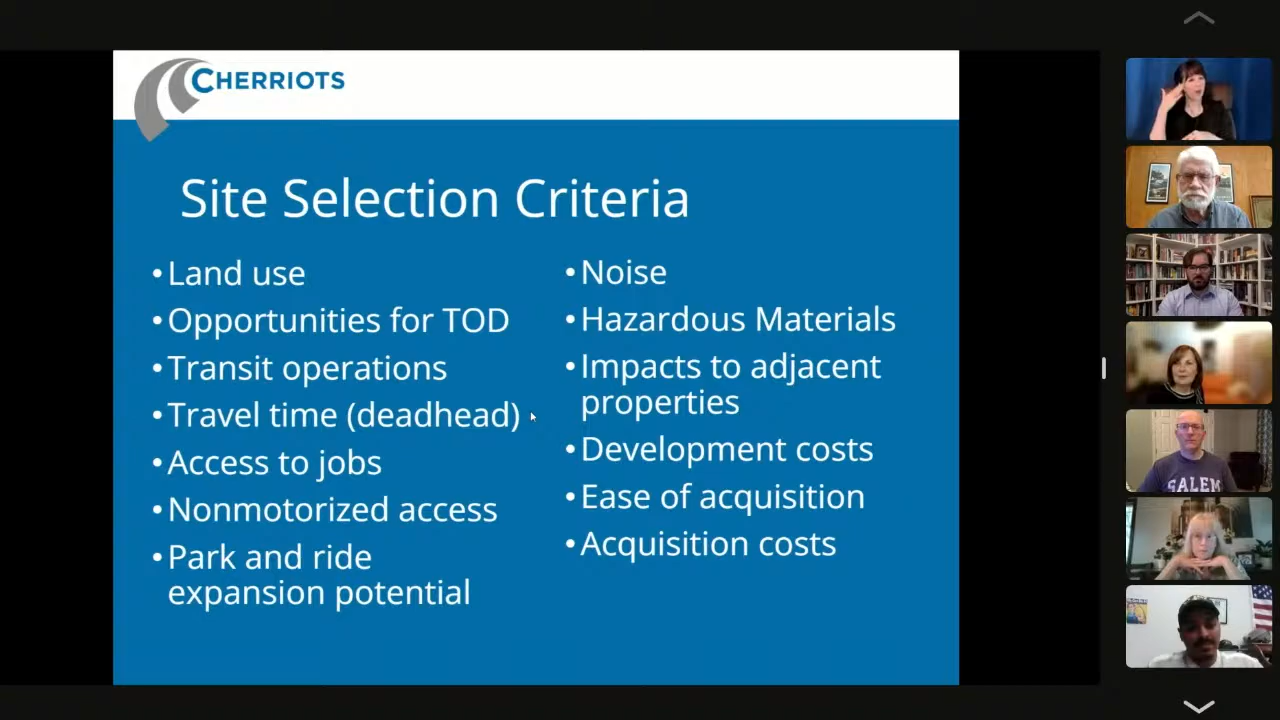 CHERRIOTS
Site Selection Criteria
•Land use
•Opportunities for TOD
•Transit operations
•Travel time (deadhead)
•Access to jobs
•Nonmotorized access
•Park and ride
expansion potential
•Noise
•Hazardous Materials
•Impacts to adjacent
properties
•Development costs
•Ease of acquisition
•Acquisition costs
SALEM